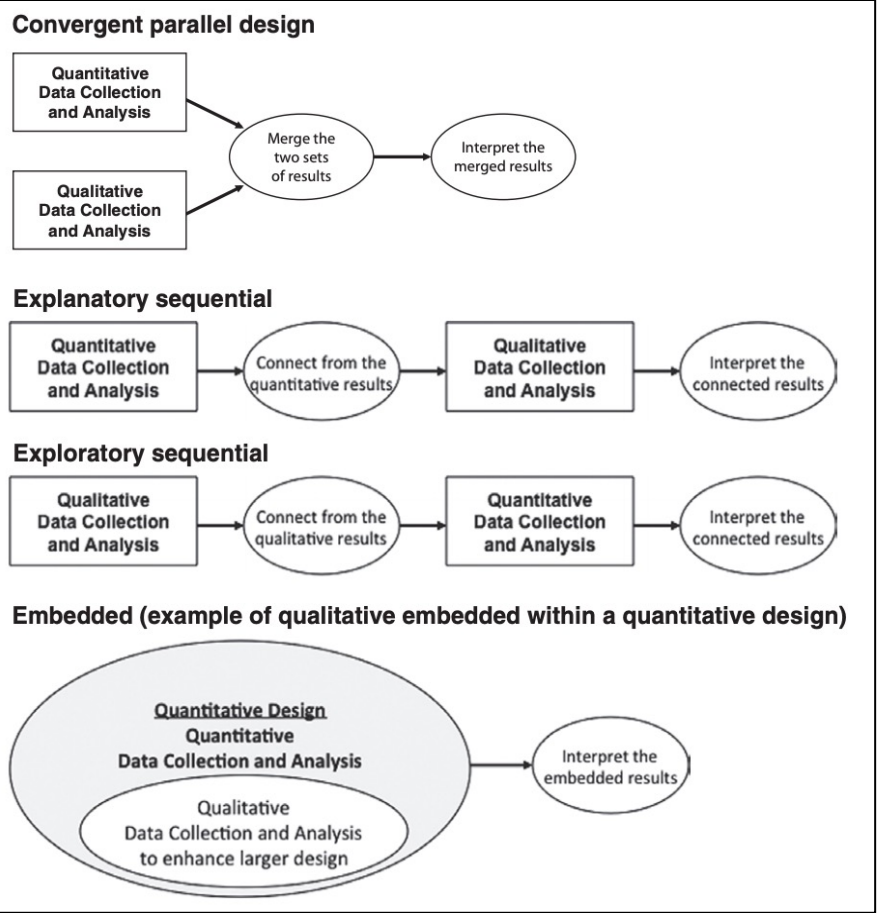 Convergent parallel design
Quantitative
Data Collection
and Analysis
Merge the
two sets
of results
Interpret the
merged results
Qualitative
Data Collection
and Analysis
Explanatory sequential
Quantitative
Data Collection
and Analysis
Connect from the
quantitative results
Qualitative
Data Collection
and Analysis
Interpret the
connected results
Exploratory sequential
Qualitative
Data Collection
and Analysis
Connect from the
qualitative results
Quantitative
Data Collection
and Analysis
Interpret the
connected results
Embedded (example of qualitative embedded within a quantitative design)
Quantitative Design
Quantitative
Data Collection and Analysis
Qualitative
Data Collection and Analysis
to enhance larger design
Interpret the
embedded results